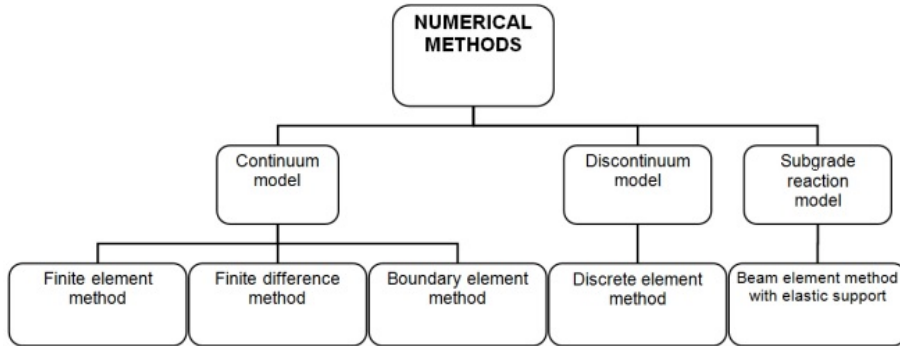 NUMERICAL
METHODS
Continuum
model
Discontinuum
model
Subgrade
reaction
model
Finite element
method
Finite difference
method
Boundary element
method
Discrete element
method
Beam element method
with elastic support